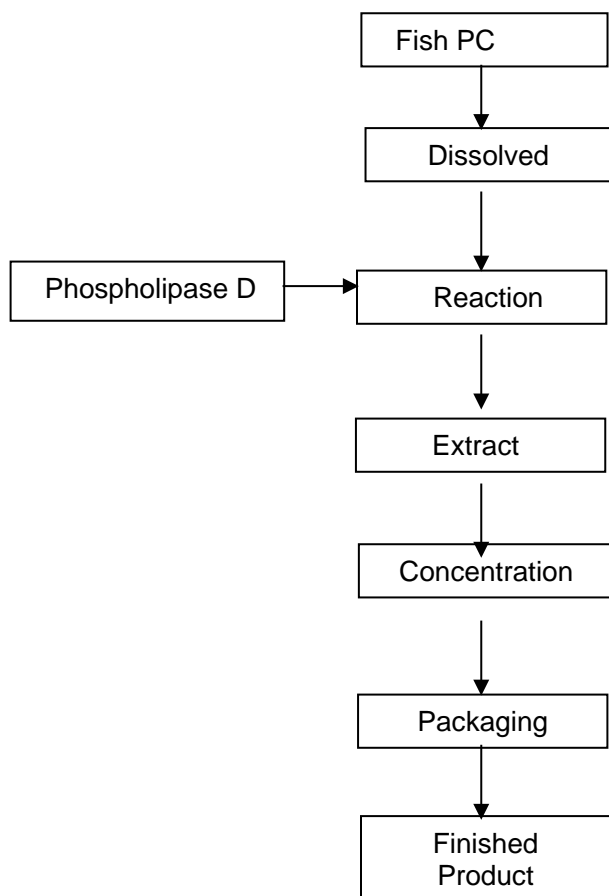 Fish PC
Dissolved
Phospholipase D
Reaction
Extract
Concentration
Packaging
Finished
Product